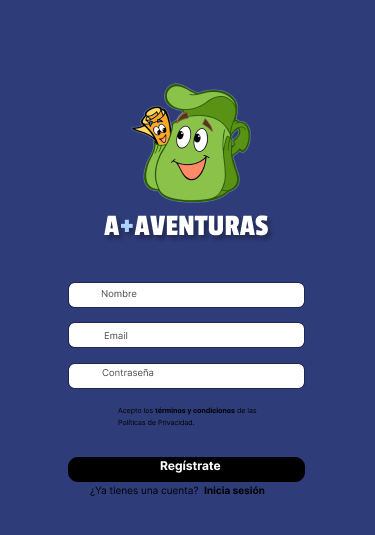 A+AVENTURAS
Nombre
Email
Contraseña
Acepto los términos y condiciones de las
Políticas de Privacidad.
Regístrate
¿Ya tienes una cuenta? Inicia sesión